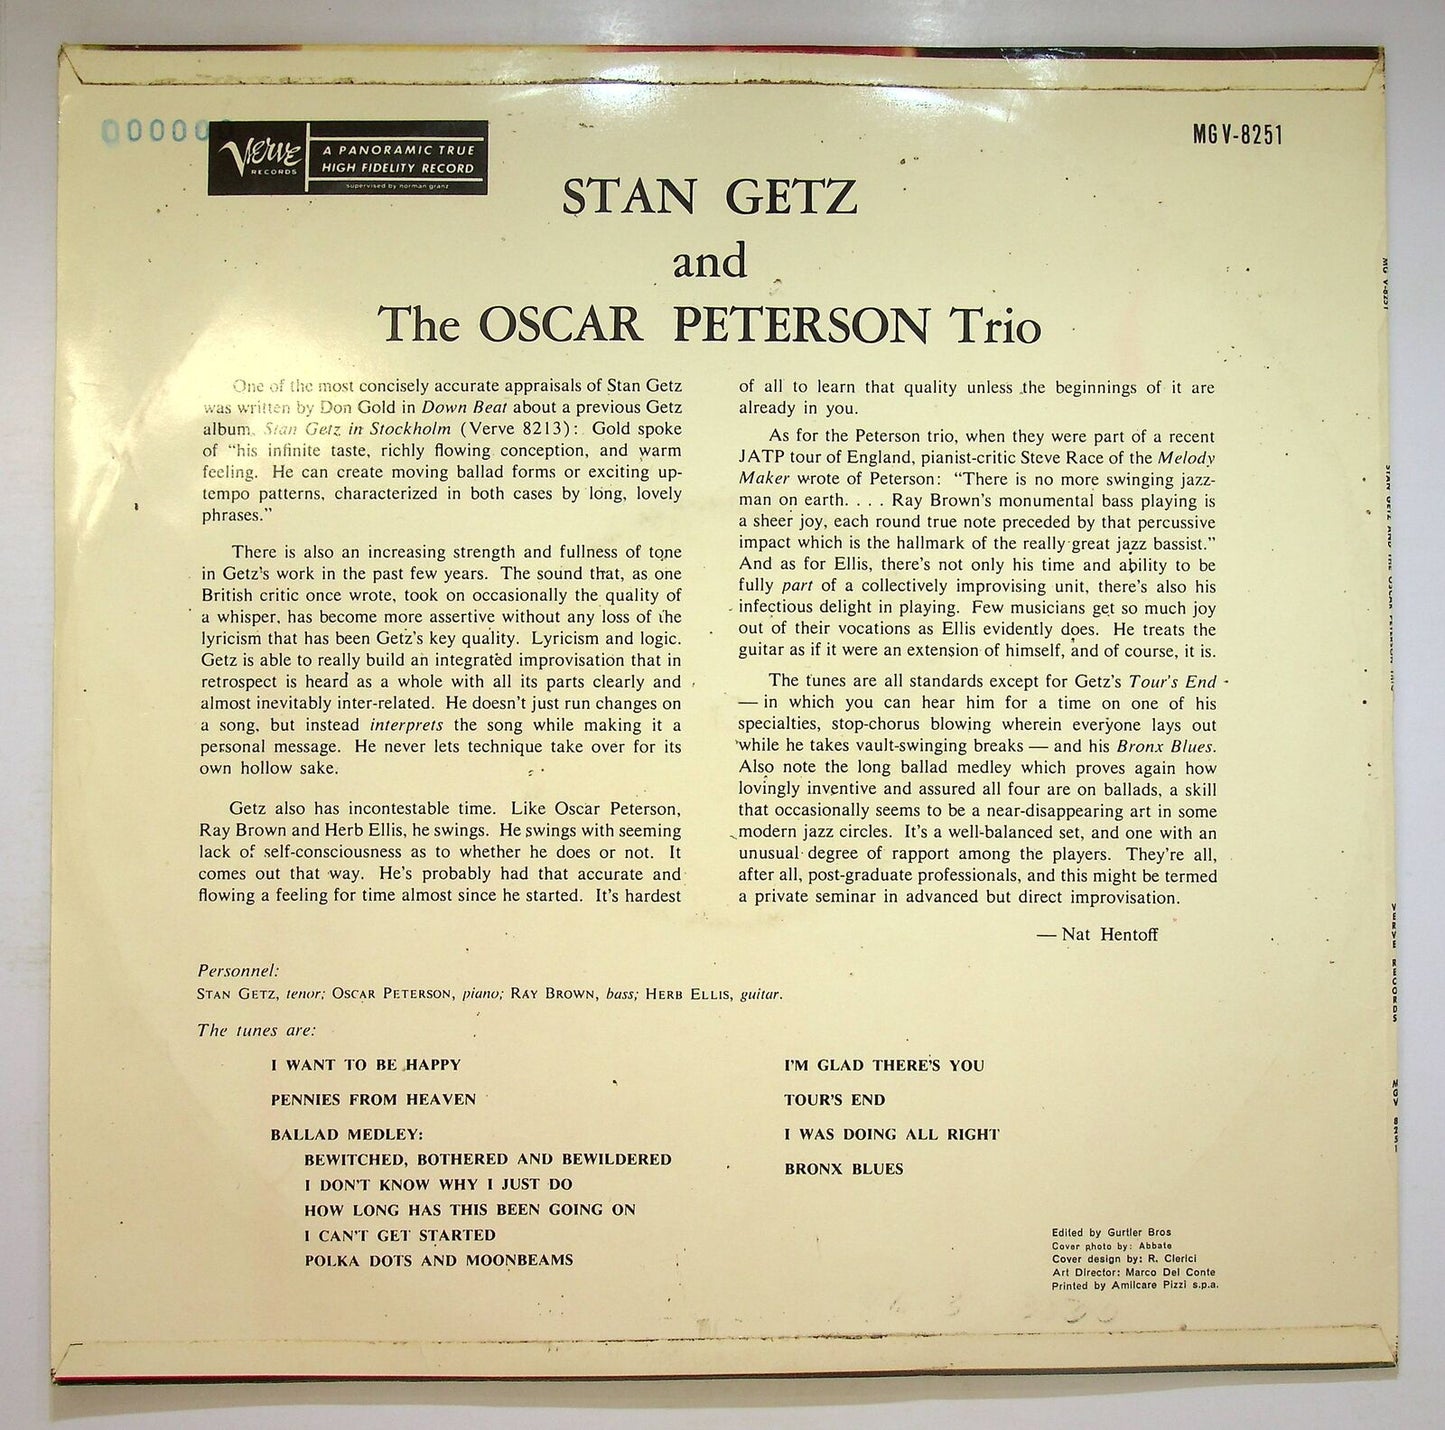 000000
Verve
RECORDS
A PANORAMIC TRUE
HIGH FIDELITY RECORD
supervised by norman granz
MG V-8251
STAN GETZ
and
The OSCAR PETERSON Trio
One of the most concisely accurate appraisals of Stan Getz
was written by Don Gold in Down Beat about a previous Getz
album, Stan Getz in Stockholm (Verve 8213): Gold spoke
of "his infinite taste, richly flowing conception, and warm
feeling. He can create moving ballad forms or exciting up-
tempo patterns, characterized in both cases by long, lovely
phrases."
There is also an increasing strength and fullness of tone
in Getz's work in the past few years. The sound that, as one
British critic once wrote, took on occasionally the quality of
a whisper, has become more assertive without any loss of the
lyricism that has been Getz's key quality. Lyricism and logic.
Getz is able to really build an integrated improvisation that in
retrospect is heard as a whole with all its parts clearly and
almost inevitably inter-related. He doesn't just run changes on
a song, but instead interprets the song while making it a
personal message. He never lets technique take over for its
own hollow sake.
Getz also has incontestable time. Like Oscar Peterson,
Ray Brown and Herb Ellis, he swings. He swings with seeming
lack of self-consciousness as to whether he does or not. It
comes out that way. He's probably had that accurate and
flowing a feeling for time almost since he started. It's hardest
of all to learn that quality unless the beginnings of it are
already in you.
As for the Peterson trio, when they were part of a recent
JATP tour of England, pianist-critic Steve Race of the Melody
Maker wrote of Peterson: "There is no more swinging jazz-
man on earth. . . . Ray Brown's monumental bass playing is
a sheer joy, each round true note preceded by that percussive
impact which is the hallmark of the really great jazz bassist."
And as for Ellis, there's not only his time and ability to be
fully part of a collectively improvising unit, there's also his
infectious delight in playing. Few musicians get so much joy
out of their vocations as Ellis evidently does. He treats the
guitar as if it were an extension of himself, and of course, it is.
The tunes are all standards except for Getz's Tour's End
— in which you can hear him for a time on one of his
specialties, stop-chorus blowing wherein everyone lays out
while he takes vault-swinging breaks — and his Bronx Blues.
Also note the long ballad medley which proves again how
lovingly inventive and assured all four are on ballads, a skill
that occasionally seems to be a near-disappearing art in some
modern jazz circles. It's a well-balanced set, and one with an
unusual degree of rapport among the players. They're all,
after all, post-graduate professionals, and this might be termed
a private seminar in advanced but direct improvisation.
— Nat Hentoff
Personnel:
STAN GETZ, tenor; OSCAR PETERSON, piano; RAY BROWN, bass; HERB ELLIS, guitar.
The tunes are:
I WANT TO BE HAPPY
PENNIES FROM HEAVEN
BALLAD MEDLEY:
BEWITCHED, BOTHERED AND BEWILDERED
I DON'T KNOW WHY I JUST DO
HOW LONG HAS THIS BEEN GOING ON
I CAN'T GET STARTED
POLKA DOTS AND MOONBEAMS
I'M GLAD THERE'S YOU
TOUR'S END
I WAS DOING ALL RIGHT
BRONX BLUES
Edited by Gurtler Bros
Cover photo by: Abbate
Cover design by: R. Clerici
Art Director: Marco Del Conte
Printed by Amilcare Pizzi s.p.a.
MG V-8251
STAN GETZ AND THE OSCAR PETERSON TRIO
VERVE RECORDS
MGV 8251